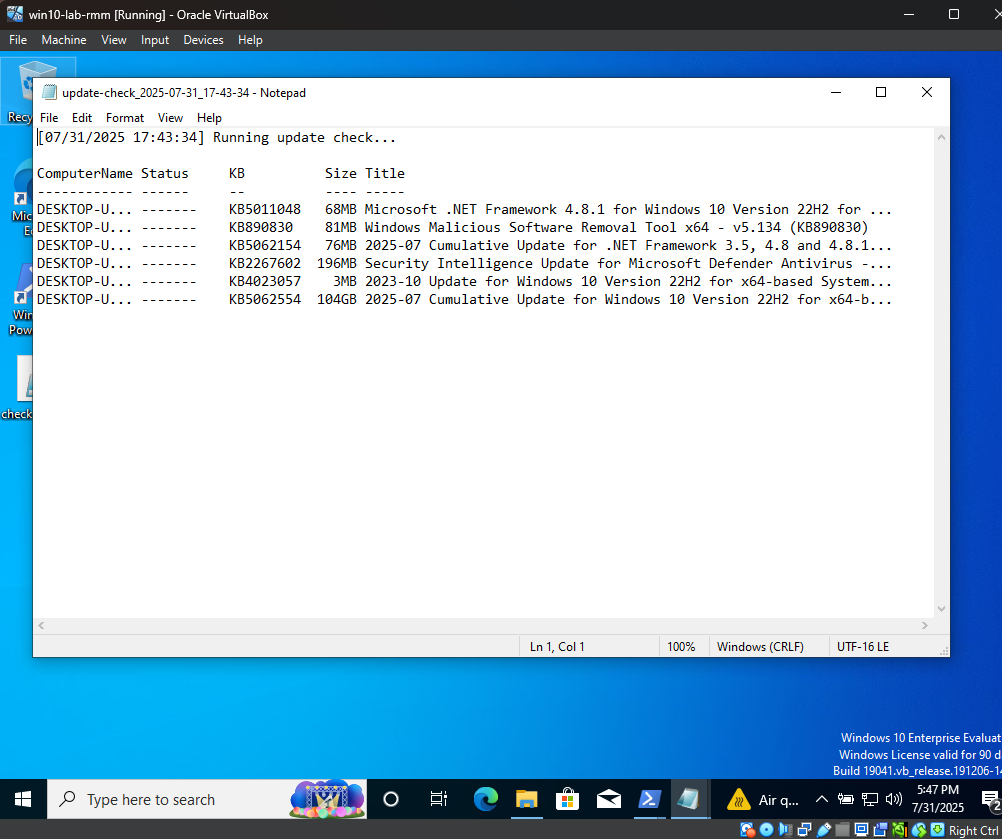 win10-lab-rmm [Running] - Oracle VirtualBox
File Machine View Input Devices Help
update-check_2025-07-31_17-43-34 - Notepad
File Edit Format View Help
[07/31/2025 17:43:34] Running update check...
ComputerName Status KB Size Title
------------ ------ -- ---- -----
DESKTOP-U... ------- KB5011048 68MB Microsoft .NET Framework 4.8.1 for Windows 10 Version 22H2 for ...
DESKTOP-U... ------- KB890830 81MB Windows Malicious Software Removal Tool x64 - v5.134 (KB890830)
DESKTOP-U... ------- KB5062154 76MB 2025-07 Cumulative Update for .NET Framework 3.5, 4.8 and 4.8.1...
DESKTOP-U... ------- KB2267602 196MB Security Intelligence Update for Microsoft Defender Antivirus -...
DESKTOP-U... ------- KB4023057 3MB 2023-10 Update for Windows 10 Version 22H2 for x64-based System...
DESKTOP-U... ------- KB5062554 104GB 2025-07 Cumulative Update for Windows 10 Version 22H2 for x64-b...
Recy
Mic
E
Win
Pow
check
Ln 1, Col 1 100% Windows (CRLF) UTF-16 LE
Windows 10 Enterprise Evaluat
Windows License valid for 90 d
Build 19041.vb_release.191206-14
Type here to search
Air q...
5:47 PM
7/31/2025
2
Right Ctrl